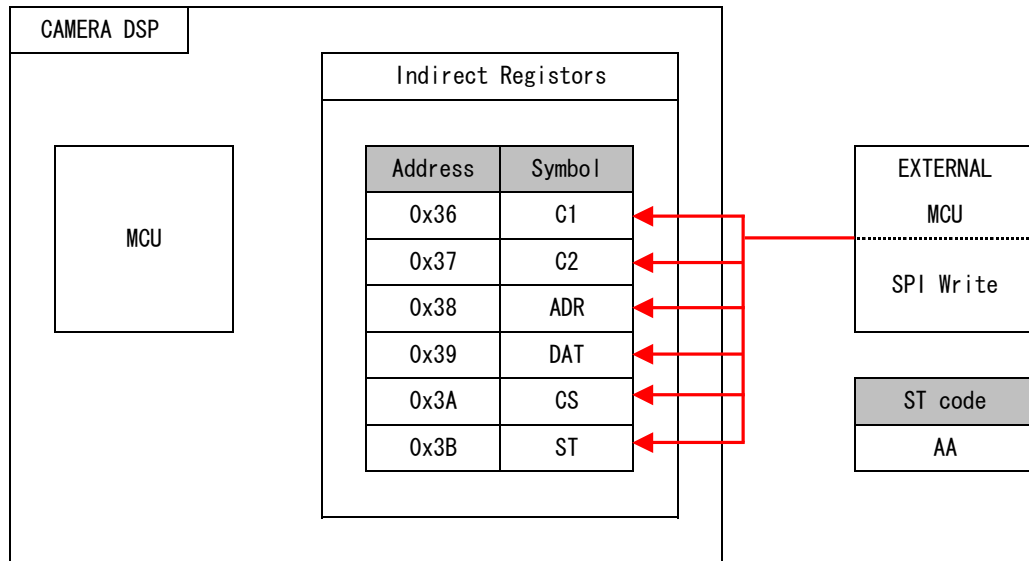 CAMERA DSP
Indirect Registors
Address Symbol
0x36 C1
0x37 C2
0x38 ADR
0x39 DAT
0x3A CS
0x3B ST
MCU
EXTERNAL
MCU
SPI Write
ST code
AA